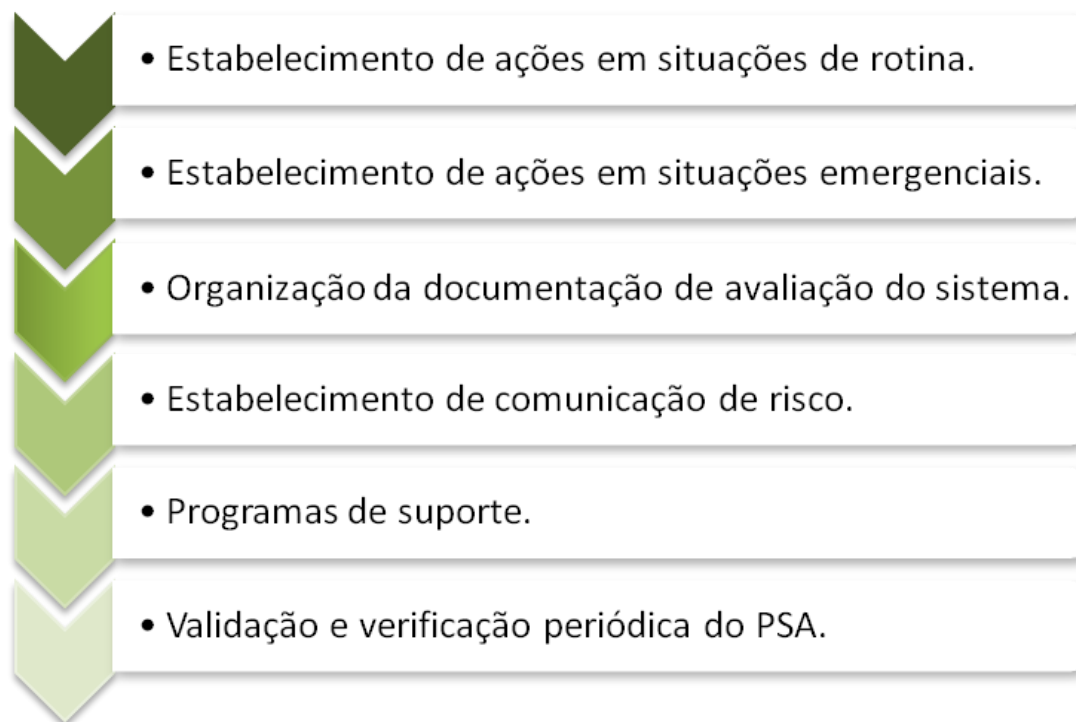 • Estabelecimento de ações em situações de rotina.
• Estabelecimento de ações em situações emergenciais.
• Organização da documentação de avaliação do sistema.
• Estabelecimento de comunicação de risco.
• Programas de suporte.
• Validação e verificação periódica do PSA.